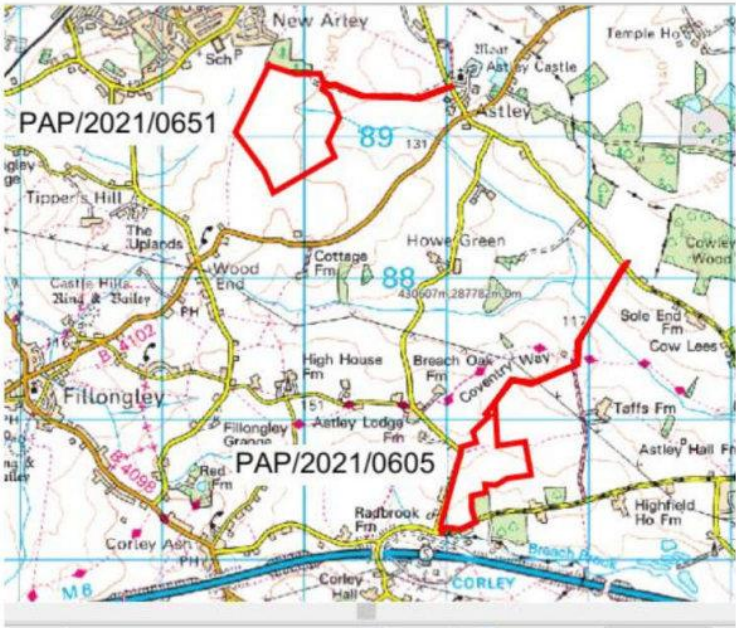 New Arley
Sch
Moat
Astley Castle
Temple Ho
PAP/2021/0651
89
Astley
131
Tipper's Hill
The
Uplands
Wood
End
Cottage
Fm
Howe Green
88
430607m,287782m,0m
Cowley
Wood
Castle Hills
Ring & Bailey
PH
B 4102
117
Sole End
Fm
Cow Lees
High House
Fm
Breach Oak
Fm
Coventry Way
Fillongley
151
Astley Lodge
Fm
Taffs Fm
Fillongley
Grange
PAP/2021/0605
Astley Hall Fm
B 4098
Red
Fm
Radbrook
Fm
Highfield
Ho Fm
Corley Ash
PH
Breach Brook
M 6
Corley
Hall
S
CORLEY